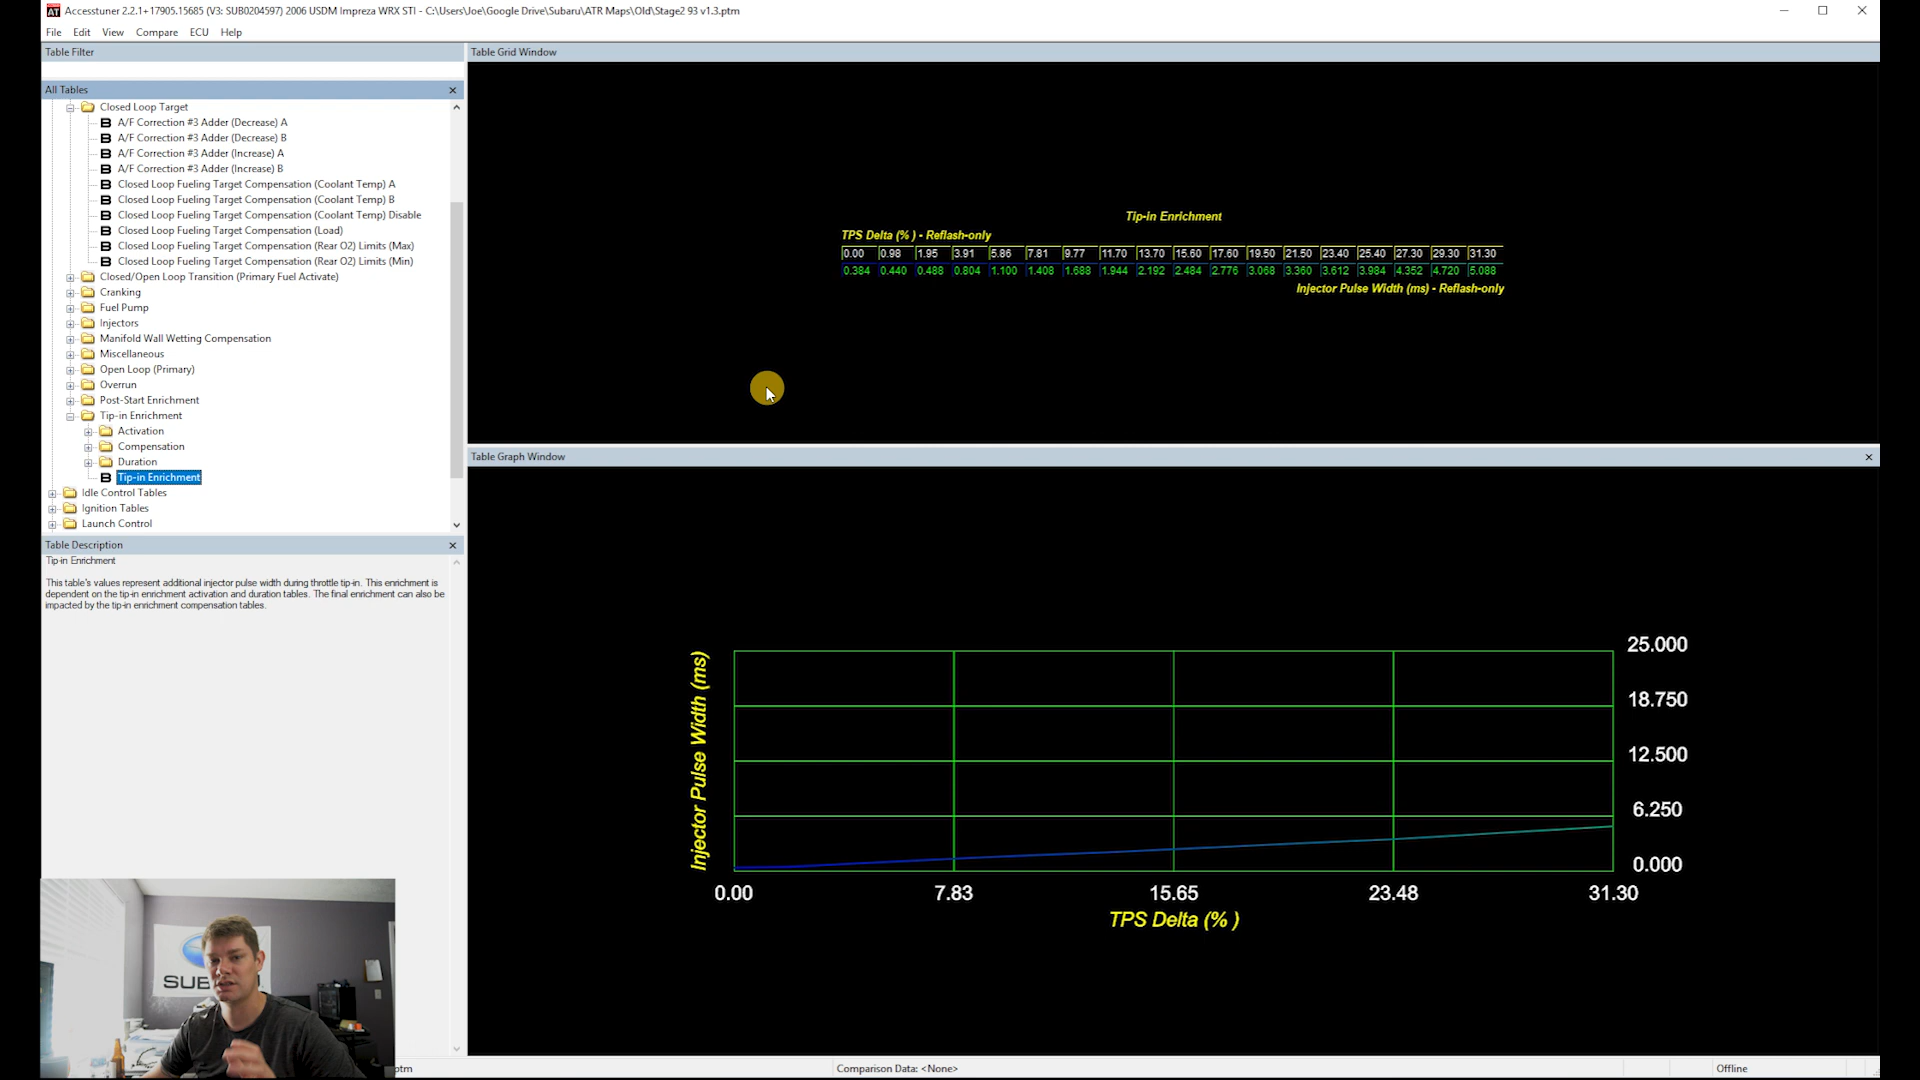 AT Accesstuner 2.2.1+17905.15685 (V3: SUB0204597) 2006 USDM Impreza WRX STI - C:\Users\Joe\Google Drive\Subaru\ATR Maps\Old\Stage2 93 v1.3.ptm
File Edit View Compare ECU Help
Table Filter
All Tables
Closed Loop Target
A/F Correction #3 Adder (Decrease) A
A/F Correction #3 Adder (Decrease) B
A/F Correction #3 Adder (Increase) A
A/F Correction #3 Adder (Increase) B
Closed Loop Fueling Target Compensation (Coolant Temp) A
Closed Loop Fueling Target Compensation (Coolant Temp) B
Closed Loop Fueling Target Compensation (Coolant Temp) Disable
Closed Loop Fueling Target Compensation (Load)
Closed Loop Fueling Target Compensation (Rear O2) Limits (Max)
Closed Loop Fueling Target Compensation (Rear O2) Limits (Min)
Closed/Open Loop Transition (Primary Fuel Activate)
Cranking
Fuel Pump
Injectors
Manifold Wall Wetting Compensation
Miscellaneous
Open Loop (Primary)
Overrun
Post-Start Enrichment
Tip-in Enrichment
Activation
Compensation
Duration
Tip-in Enrichment
Idle Control Tables
Ignition Tables
Launch Control
Table Description
Tip-in Enrichment
This table's values represent additional injector pulse width during throttle tip-in. This enrichment is
dependent on the tip-in enrichment activation and duration tables. The final enrichment can also be
impacted by the tip-in enrichment compensation tables.
Table Grid Window
Tip-In Enrichment
TPS Delta (% ) - Reflash-only
0.00 0.98 1.95 3.91 5.86 7.81 9.77 11.70 13.70 15.60 17.60 19.50 21.50 23.40 25.40 27.30 29.30 31.30
0.384 0.440 0.488 0.804 1.100 1.408 1.688 1.944 2.192 2.484 2.776 3.068 3.360 3.612 3.984 4.352 4.720 5.088
Injector Pulse Width (ms) - Reflash-only
Table Graph Window
Injector Pulse Width (ms)
25.000
18.750
12.500
6.250
0.000
0.00 7.83 15.65 23.48 31.30
TPS Delta (% )
SUB
ptm
Comparison Data: <None>
Offline